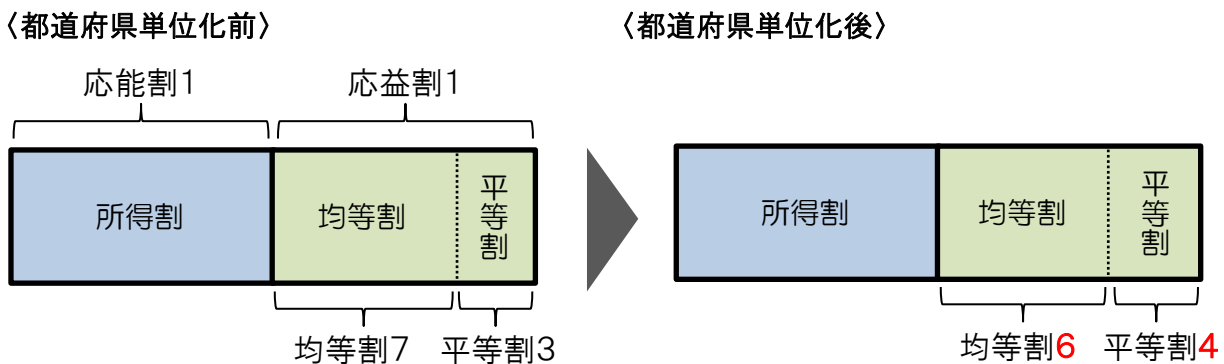 〈都道府県単位化前〉
応能割1 応益割1
所得割 均等割 平等割
均等割7 平等割3
〈都道府県単位化後〉
所得割 均等割 平等割
均等割6 平等割4